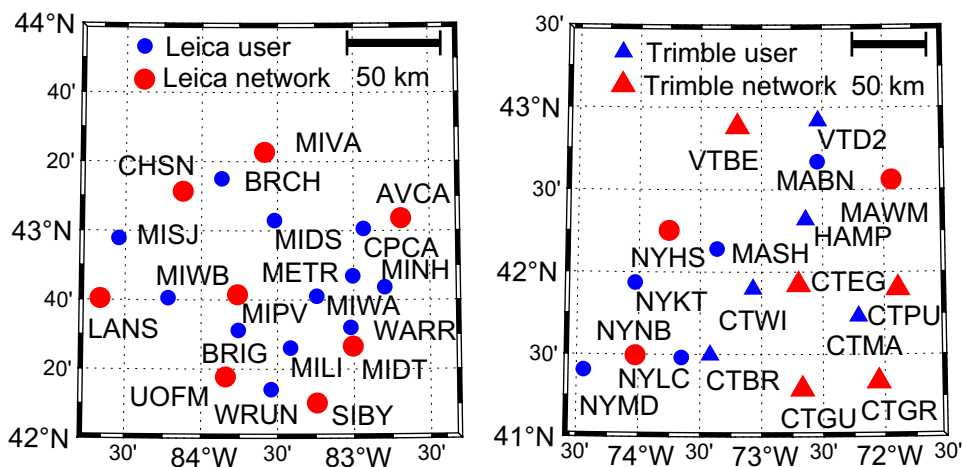 44°N
Leica user
Leica network
50 km
40'
MIVA
CHSN
20'
BRCH
AVCA
43°N
MISJ
MIDS
CPCA
METR
MINH
MIWB
40'
MIPV
MIWA
LANS
WARR
BRIG
20'
MILI
MIDT
UOFM
WRUN
SIBY
42°N
30' 84°W 30' 83°W 30'
30'
Trimble user
Trimble network 50 km
43°N
VTD2
VTBE
MABN
30'
MAWM
HAMP
NYHS
MASH
42°N
CTEG
NYKT
CTWI
CTPU
NYNB
CTMA
30'
NYLC
CTBR
NYMD
CTGU
CTGR
41°N
30' 74°W 30' 73°W 30' 72°W 30'